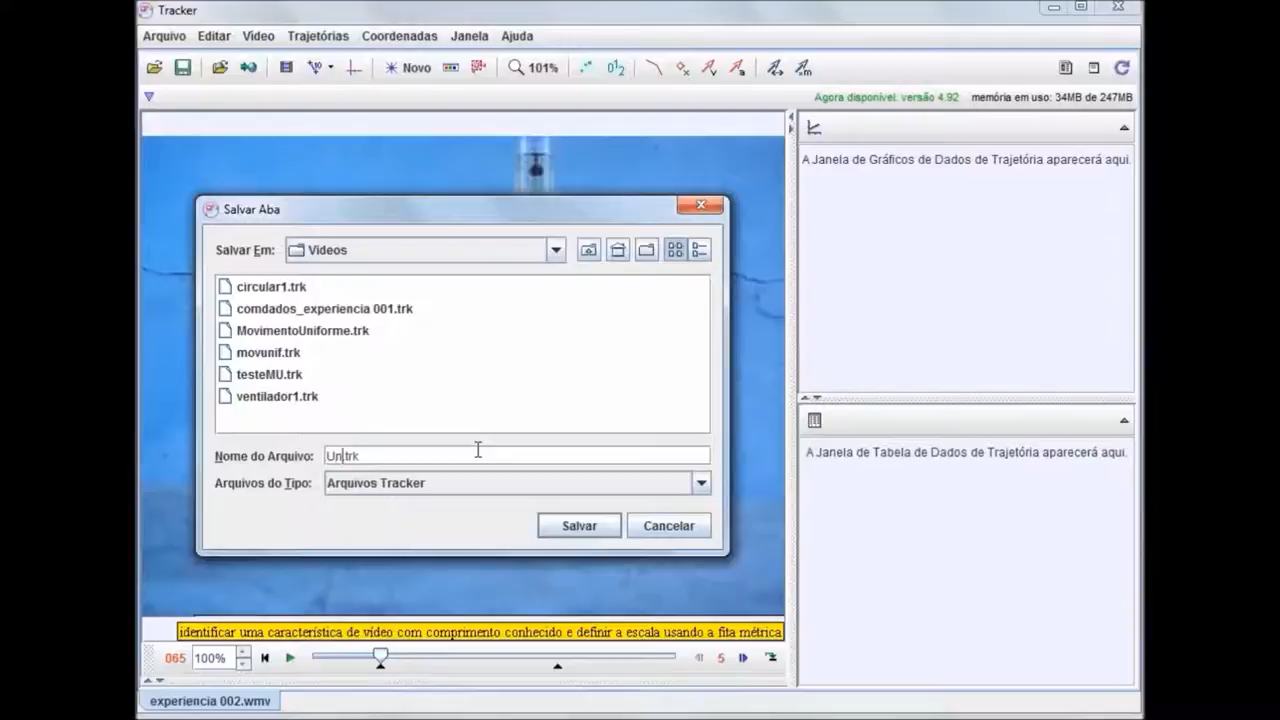 Tracker
Arquivo Editar Vídeo Trajetórias Coordenadas Janela Ajuda
Novo 101%
Agora disponível: versão 4.92 memória em uso: 34MB de 247MB
A Janela de Gráficos de Dados de Trajetória aparecerá aqui.
Salvar Aba
Salvar Em: Videos
circular1.trk
comdados_experiencia 001.trk
MovimentoUniforme.trk
movunif.trk
testeMU.trk
ventilador1.trk
Nome do Arquivo: Un.trk
Arquivos do Tipo: Arquivos Tracker
Salvar Cancelar
A Janela de Tabela de Dados de Trajetória aparecerá aqui.
identificar uma característica de vídeo com comprimento conhecido e definir a escala usando a fita métrica
065 100% 5
experiencia 002.wmv